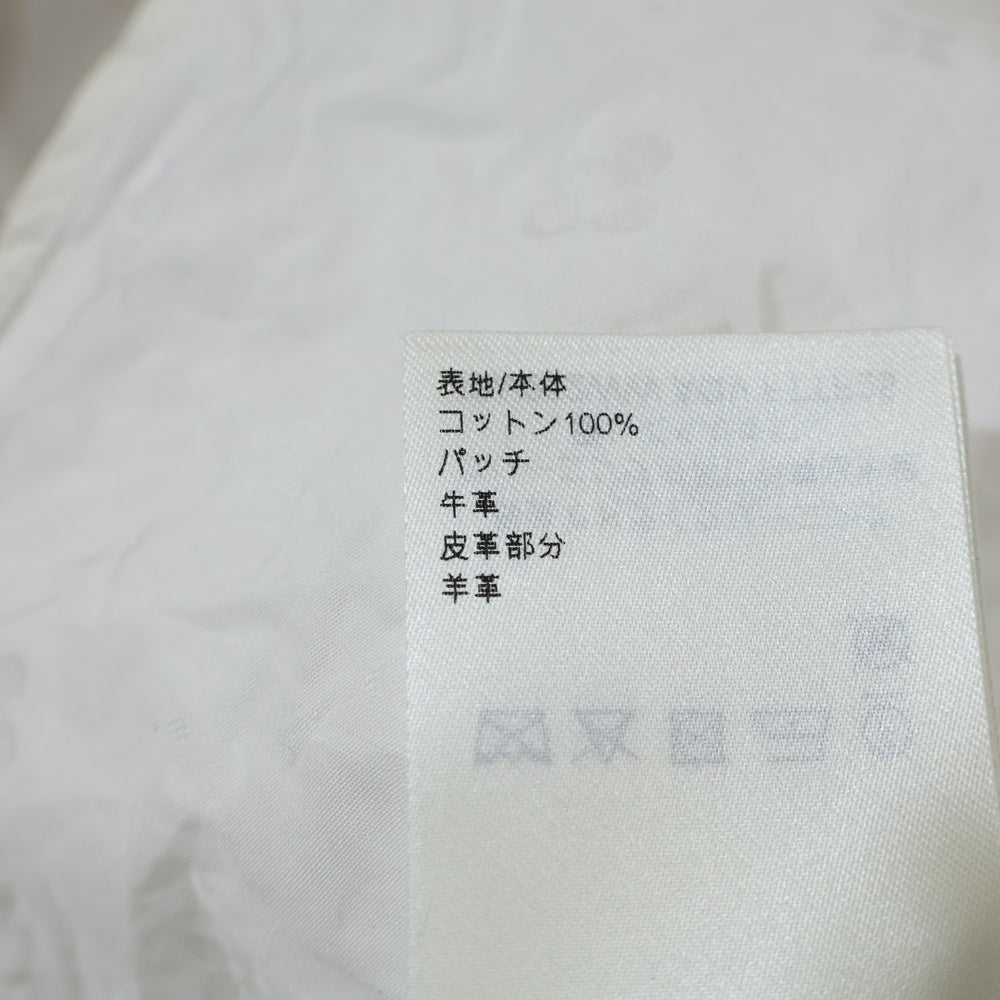 表地/本体
コットン100%
パッチ
牛革
皮革部分
羊革